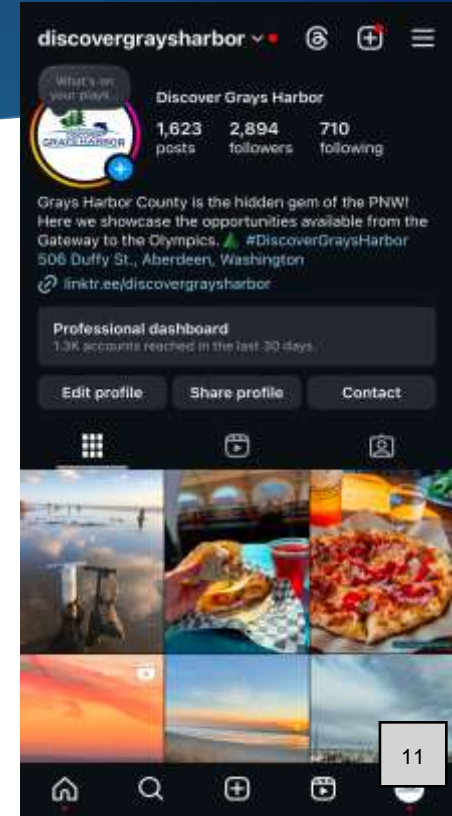 discovergraysharbor
What's on
your playli...
Discover Grays Harbor
GRAYS HARBOR
1,623 2,894 710
posts followers following
Grays Harbor County is the hidden gem of the PNW!
Here we showcase the opportunities available from the
Gateway to the Olympics. #DiscoverGraysHarbor
506 Duffy St., Aberdeen, Washington
linktr.ee/discovergraysharbor
Professional dashboard
1.3K accounts reached in the last 30 days.
Edit profile Share profile Contact
11